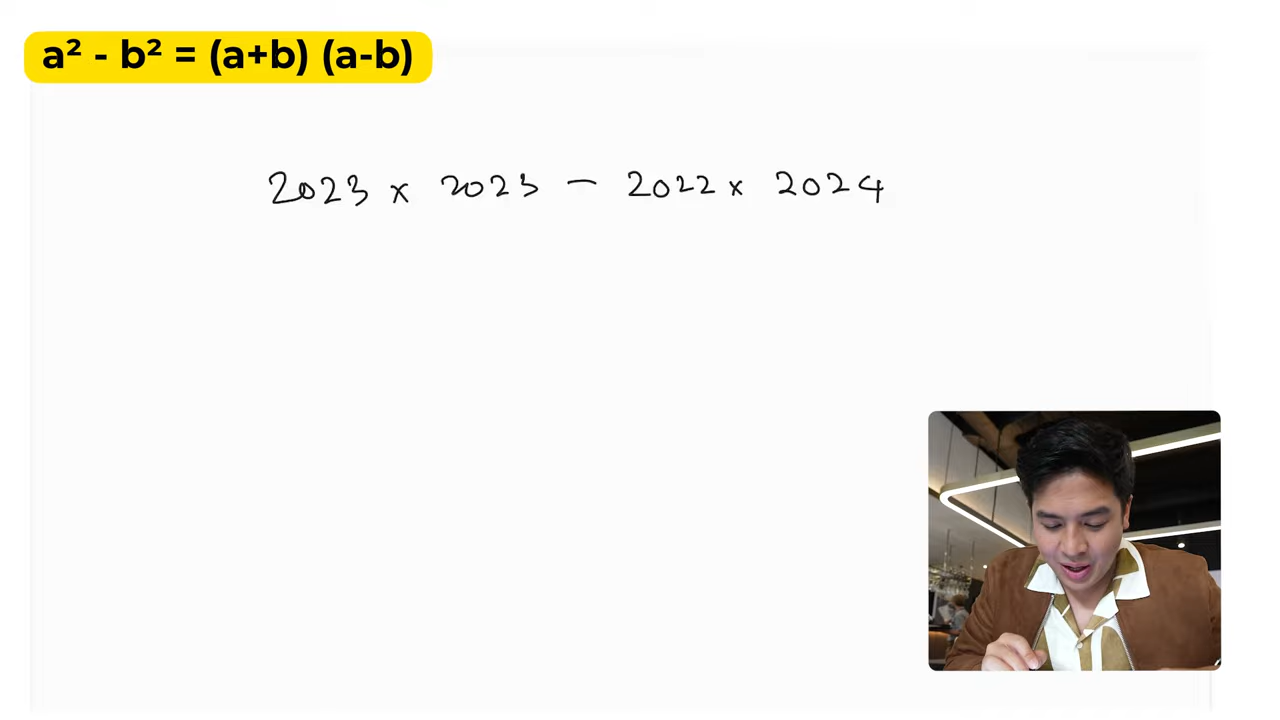 a² - b² = (a+b) (a-b)
2023 x 2023 - 2022 x 2024